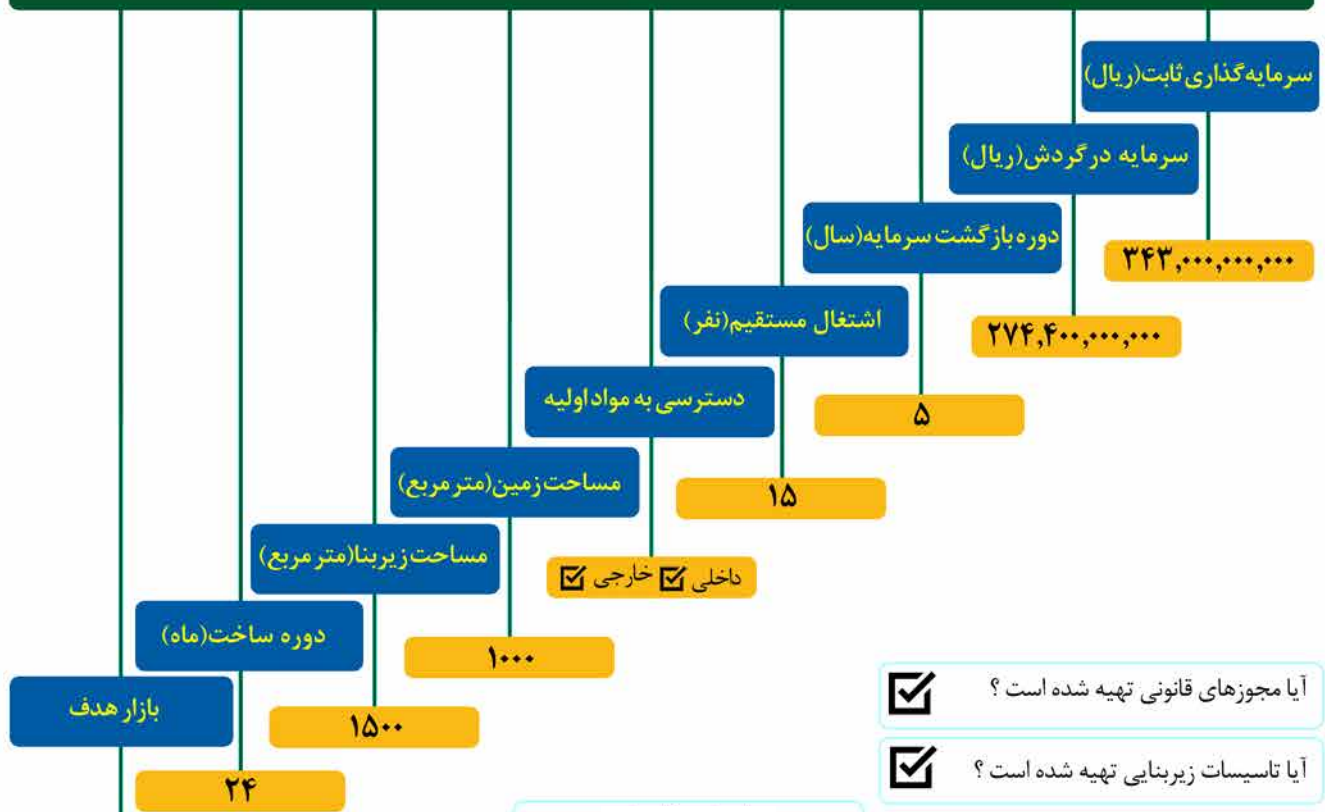 سرمایه‌گذاری ثابت(ریال)
۳۴۳,۰۰۰,۰۰۰,۰۰۰
سرمایه در گردش(ریال)
۲۷۴,۴۰۰,۰۰۰,۰۰۰
دوره بازگشت سرمایه(سال)
۵
اشتغال مستقیم(نفر)
۱۵
دسترسی به مواد اولیه
داخلی ☑ خارجی ☑
مساحت زمین(متر مربع)
۱۰۰۰
مساحت زیربنا(متر مربع)
۱۵۰۰
دوره ساخت(ماه)
۲۴
بازار هدف
آیا مجوزهای قانونی تهیه شده است ؟ ☑
آیا تاسیسات زیربنایی تهیه شده است ؟ ☑